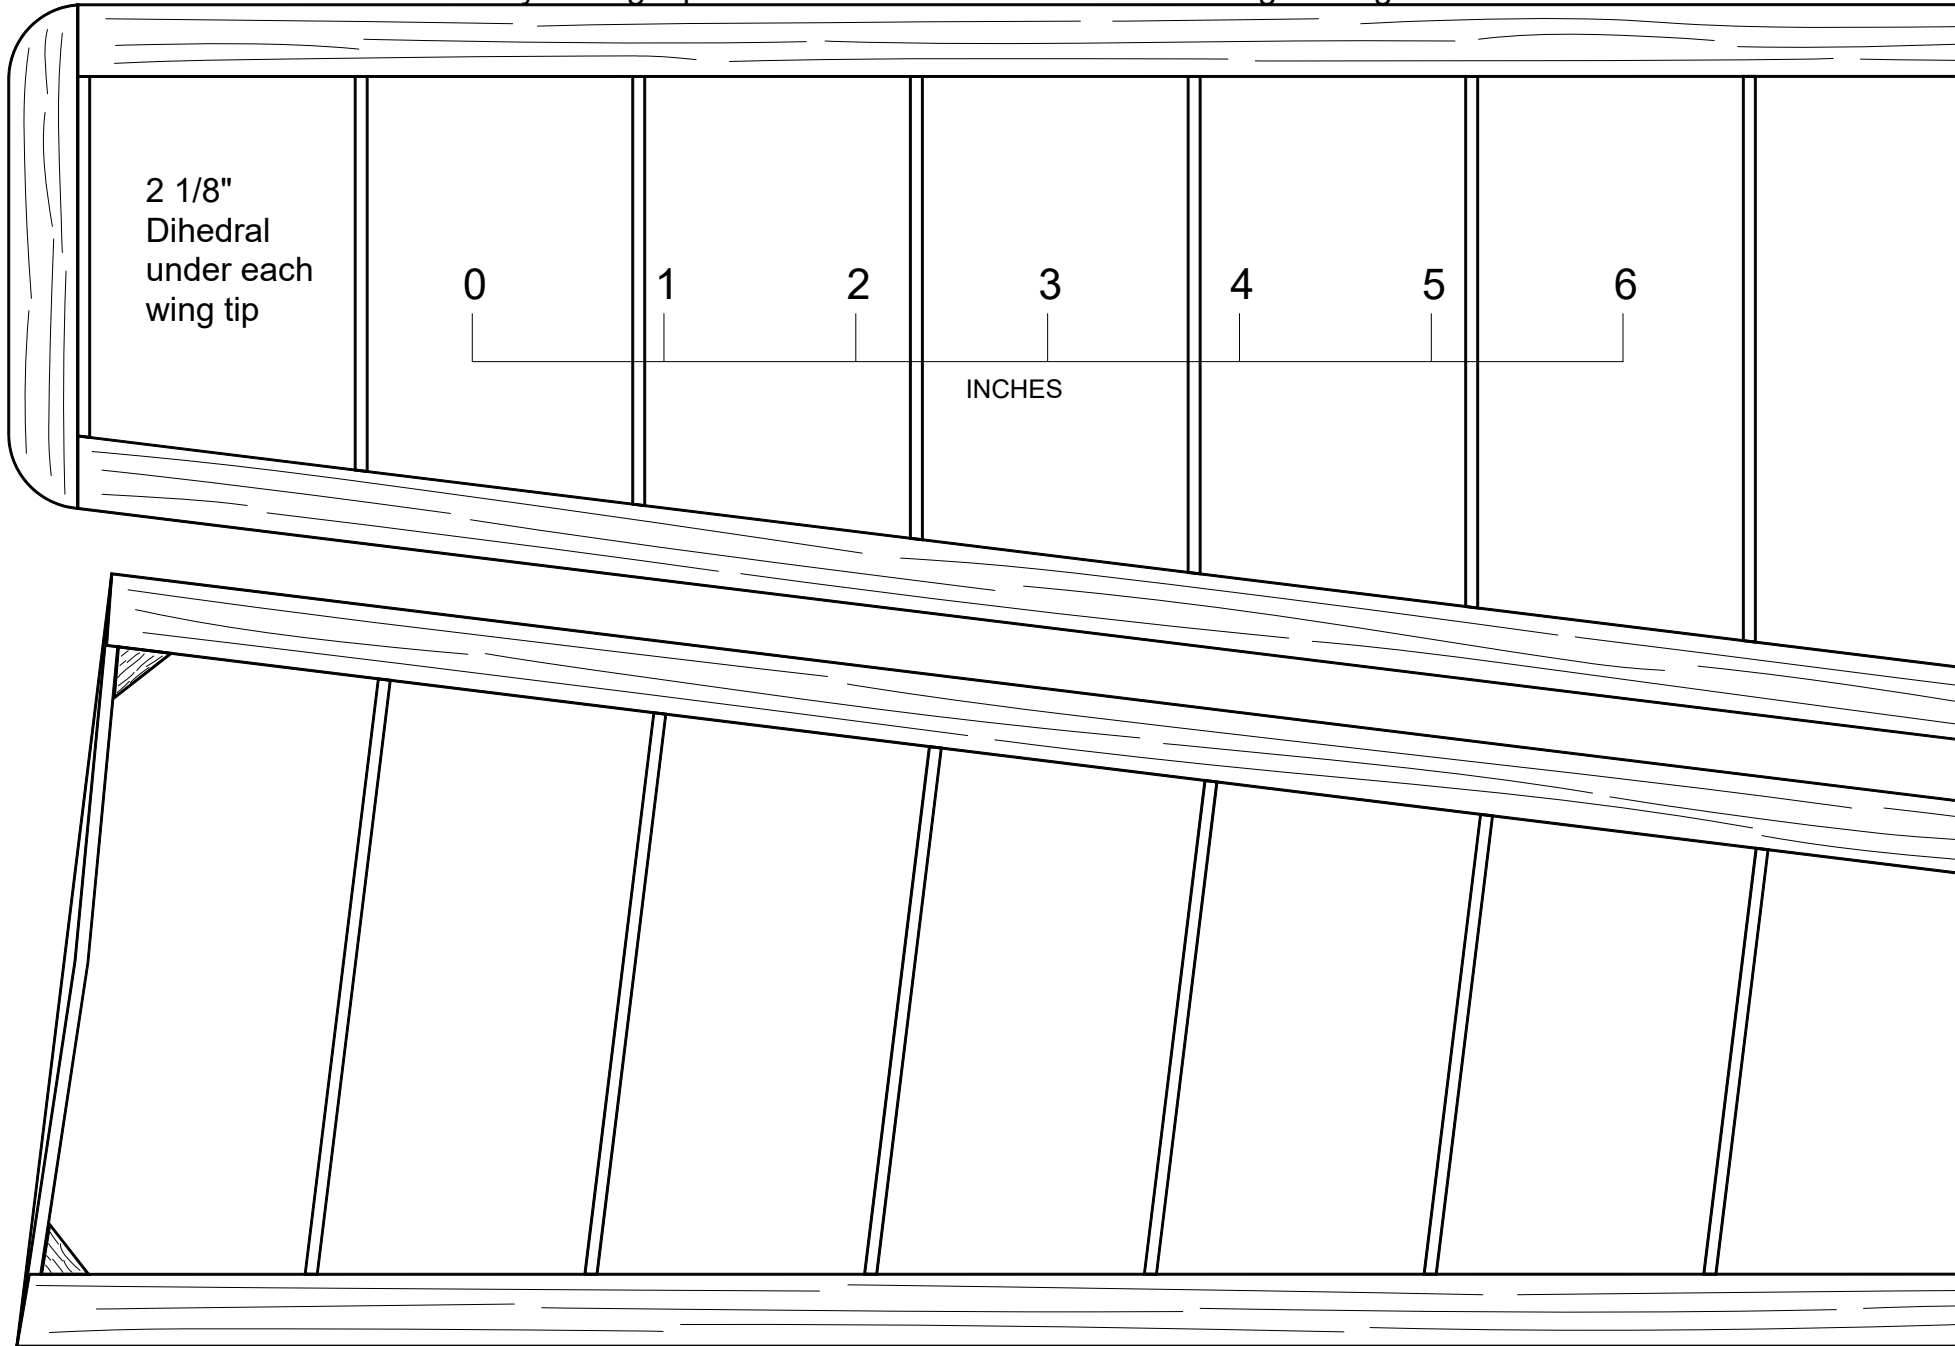 2 1/8"
Dihedral
under each
wing tip
0 1 2 3 4 5 6
INCHES